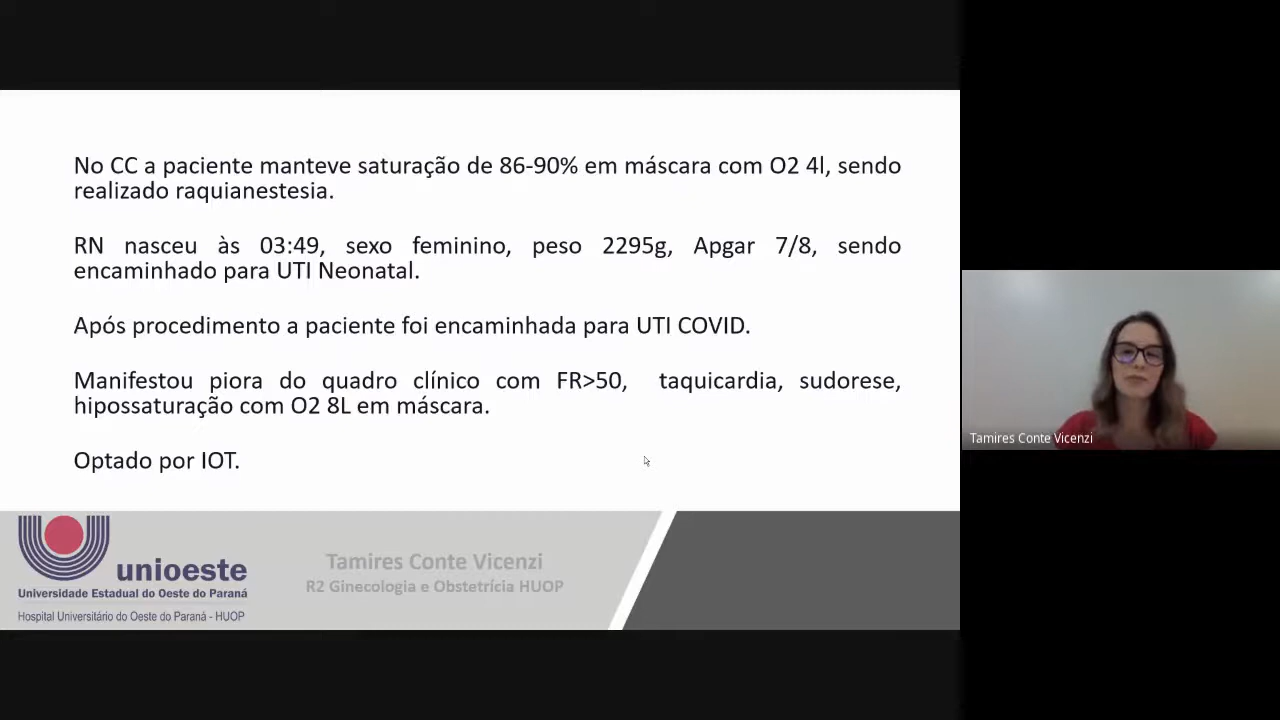 No CC a paciente manteve saturação de 86-90% em máscara com O2 4l, sendo
realizado raquianestesia.
RN nasceu às 03:49, sexo feminino, peso 2295g, Apgar 7/8, sendo
encaminhado para UTI Neonatal.
Após procedimento a paciente foi encaminhada para UTI COVID.
Manifestou piora do quadro clínico com FR>50, taquicardia, sudorese,
hipossaturação com O2 8L em máscara.
Optado por IOT.
unioeste
Universidade Estadual do Oeste do Paraná
Hospital Universitário do Oeste do Paraná - HUOP
Tamires Conte Vicenzi
R2 Ginecologia e Obstetrícia HUOP
Tamires Conte Vicenzi